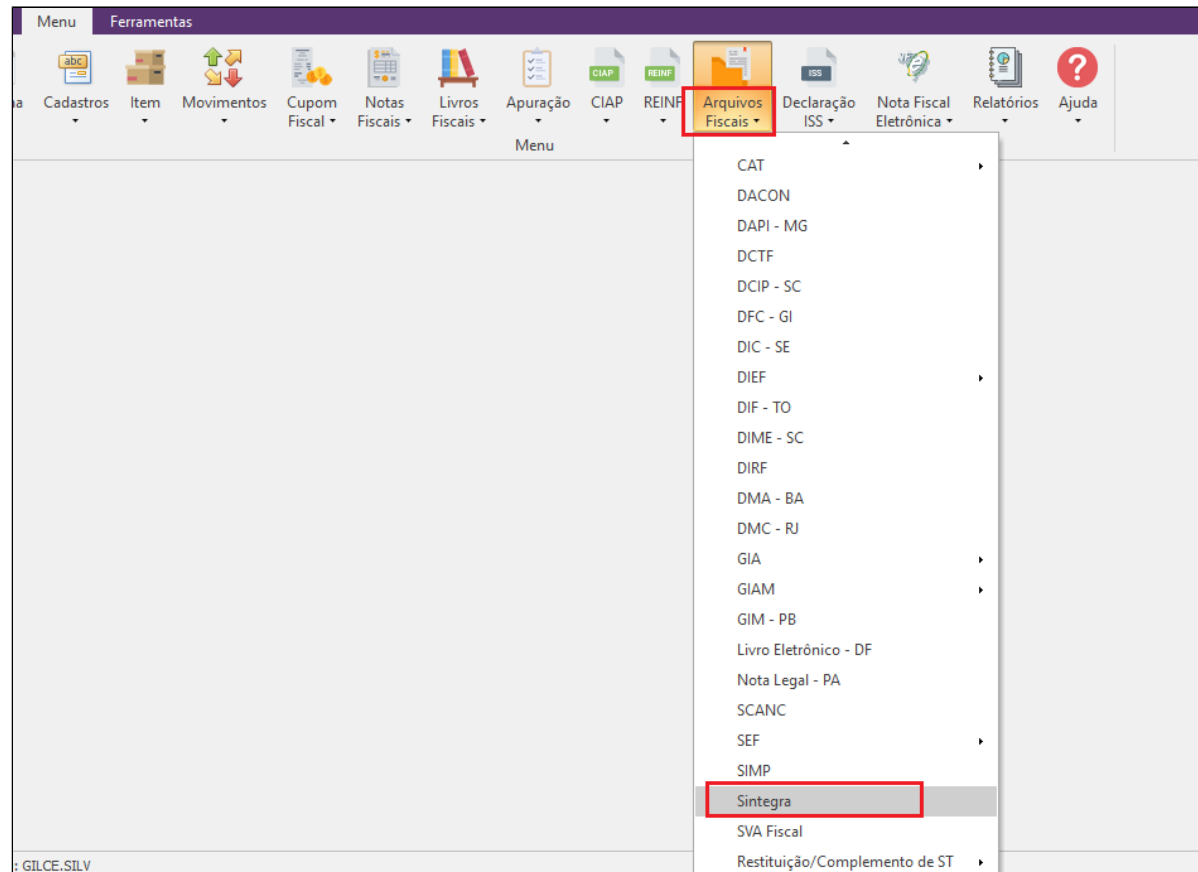 Menu Ferramentas
abc CIAP REINF ISS
Cadastros Item Movimentos Cupom Notas Livros Apuração CIAP REINF Arquivos Declaração Nota Fiscal Relatórios Ajuda
Fiscal Fiscais Fiscais Fiscais ISS Eletrônica
Menu
CAT
DACON
DAPI - MG
DCTF
DCIP - SC
DFC - GI
DIC - SE
DIEF
DIF - TO
DIME - SC
DIRF
DMA - BA
DMC - RJ
GIA
GIAM
GIM - PB
Livro Eletrônico - DF
Nota Legal - PA
SCANC
SEF
SIMP
Sintegra
SVA Fiscal
Restituição/Complemento de ST
: GILCE.SILV